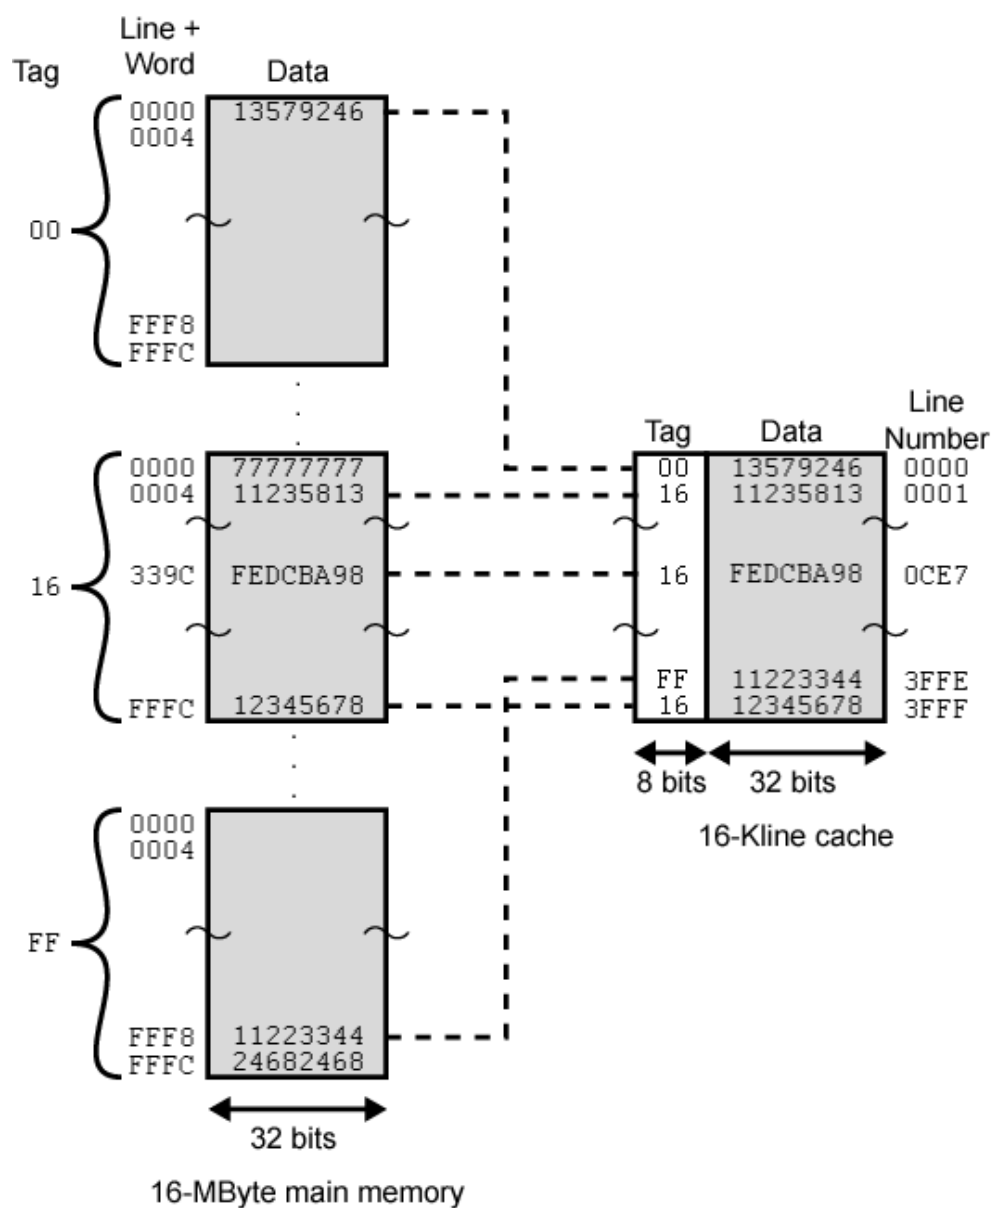 Line +
Tag Word Data
0000 13579246
0004
00
FFF8
FFFC
Line
Tag Data Number
0000 77777777 00 13579246 0000
0004 11235813 16 11235813 0001
16 339C FEDCBA98 16 FEDCBA98 0CE7
FF 11223344 3FFE
FFFC 12345678 16 12345678 3FFF
8 bits 32 bits
0000
0004
16-Kline cache
FF
FFF8 11223344
FFFC 24682468
32 bits
16-MByte main memory